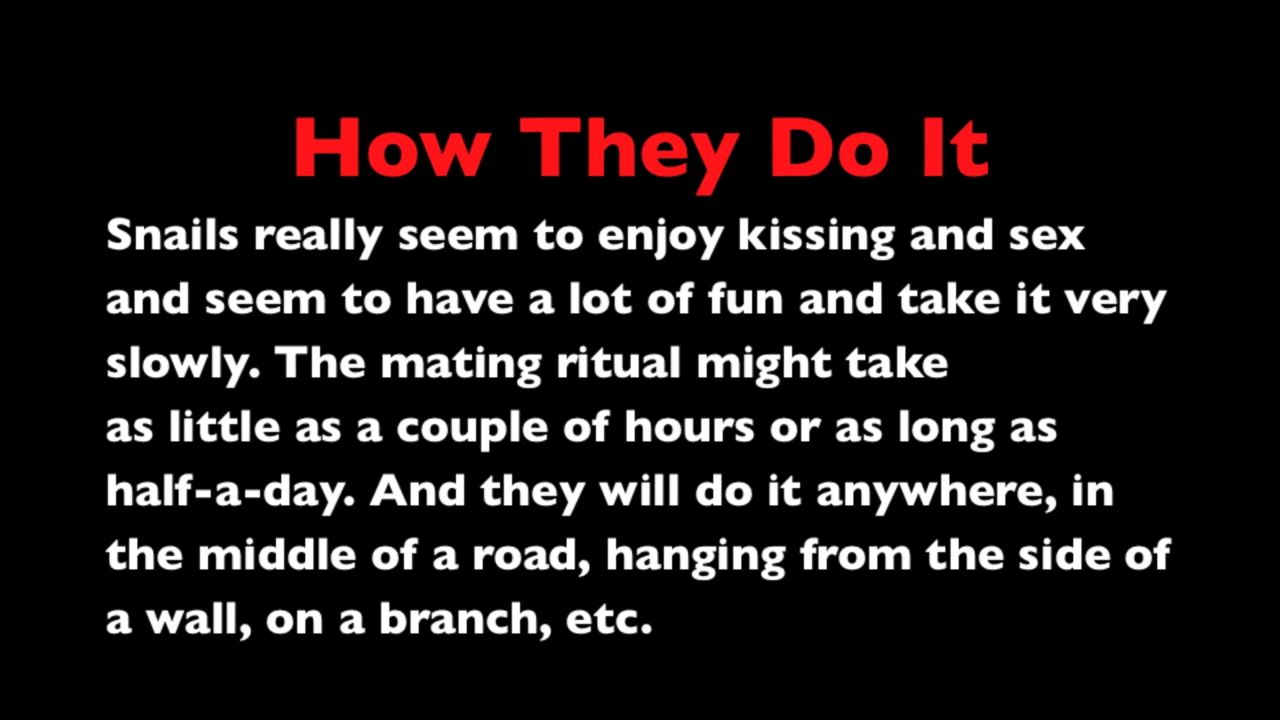 How They Do It
Snails really seem to enjoy kissing and sex
and seem to have a lot of fun and take it very
slowly. The mating ritual might take
as little as a couple of hours or as long as
half-a-day. And they will do it anywhere, in
the middle of a road, hanging from the side of
a wall, on a branch, etc.